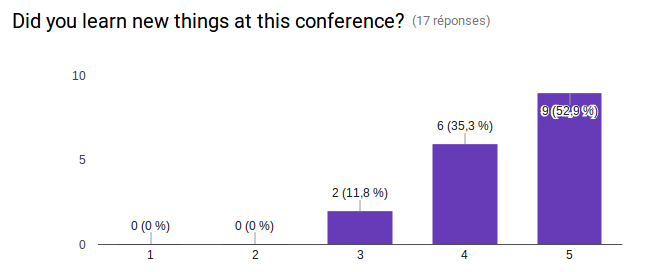 Did you learn new things at this conference? (17 réponses)
10
9 (52,9 %)
6 (35,3 %)
5
2 (11,8 %)
0 (0 %) 0 (0 %)
0
1 2 3 4 5